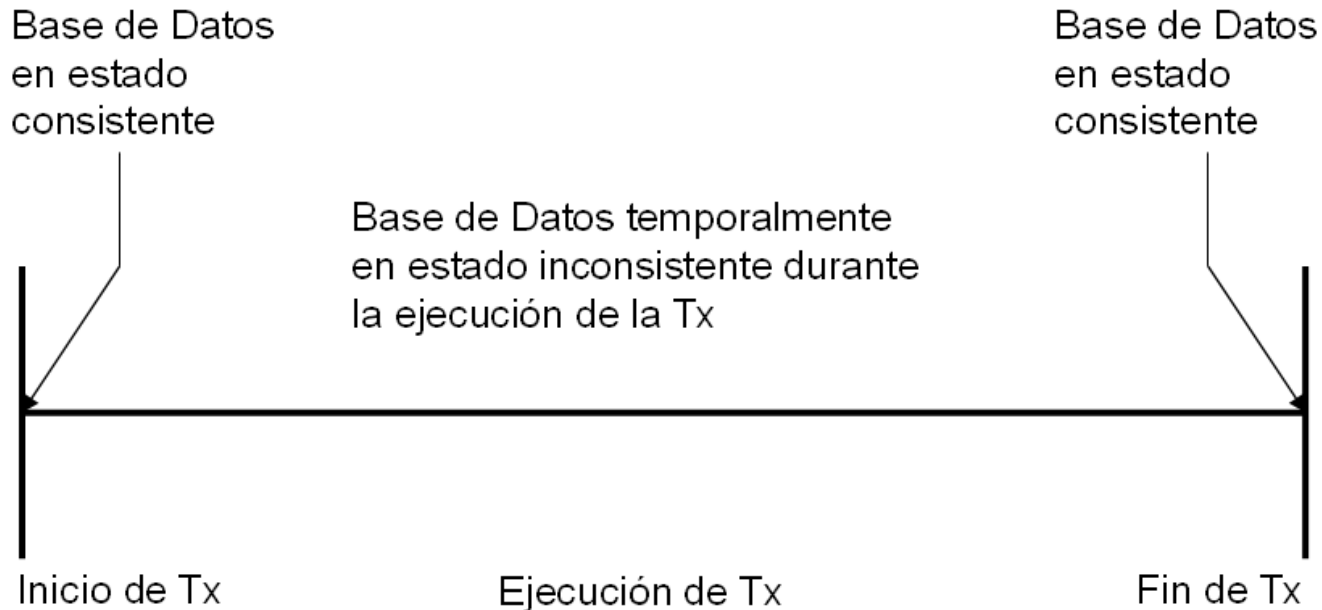 Base de Datos
en estado
consistente
Base de Datos
en estado
consistente
Base de Datos temporalmente
en estado inconsistente durante
la ejecución de la Tx
Inicio de Tx
Ejecución de Tx
Fin de Tx